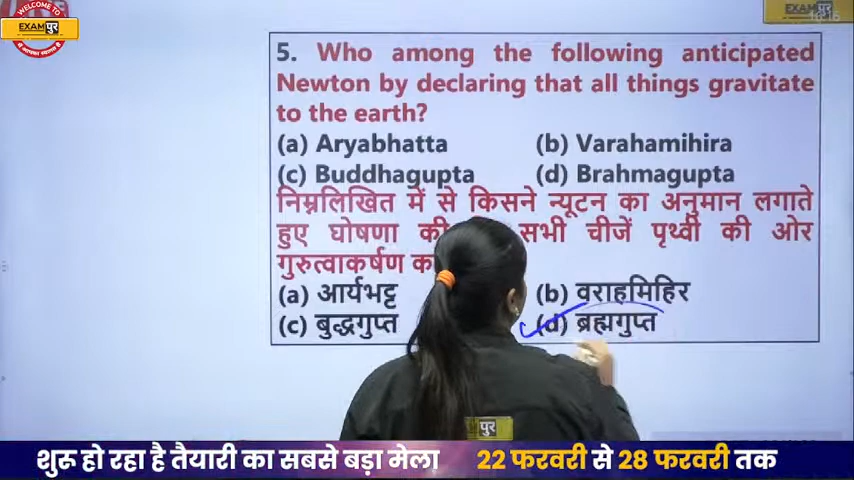 WELCOME TO
EXAMपुर
EXAMपुर
5. Who among the following anticipated
Newton by declaring that all things gravitate
to the earth?
(a) Aryabhatta (b) Varahamihira
(c) Buddhagupta (d) Brahmagupta
निम्नलिखित में से किसने न्यूटन का अनुमान लगाते
हुए घोषणा की सभी चीजें पृथ्वी की ओर
गुरुत्वाकर्षण
(a) आर्यभट्ट (b) वराहमिहिर
(c) बुद्धगुप्त (d) ब्रह्मगुप्त
पुर
शुरू हो रहा है तैयारी का सबसे बड़ा मेला 22 फरवरी से 28 फरवरी तक